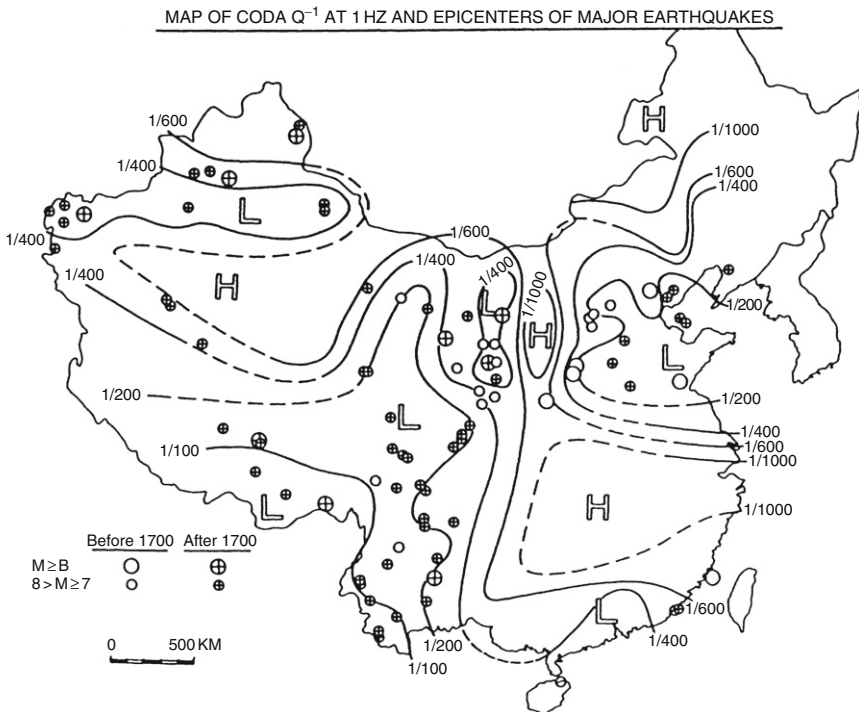 MAP OF CODA Q⁻¹ AT 1 HZ AND EPICENTERS OF MAJOR EARTHQUAKES
H
1/1000
1/600
1/600
1/400
1/400
L
1/400
1/600
1/400
1/400
1/400
1/1000
H
L
H
1/200
L
1/200
1/200
L
1/400
1/600
1/1000
1/100
L
H
1/1000
Before 1700 After 1700
M≥B
8>M≥7
L
1/600
1/400
0 500 KM
1/200
1/100